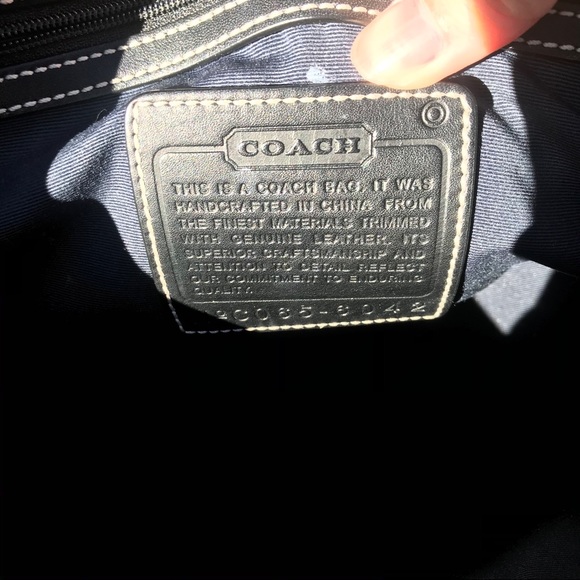 COACH
THIS IS A COACH BAG. IT WAS
HANDCRAFTED IN CHINA FROM
THE FINEST MATERIALS TRIMMED
WITH GENUINE LEATHER. ITS
SUPERIOR CRAFTSMANSHIP AND
ATTENTION TO DETAIL REFLECT
OUR COMMITMENT TO ENDURING
QUALITY.